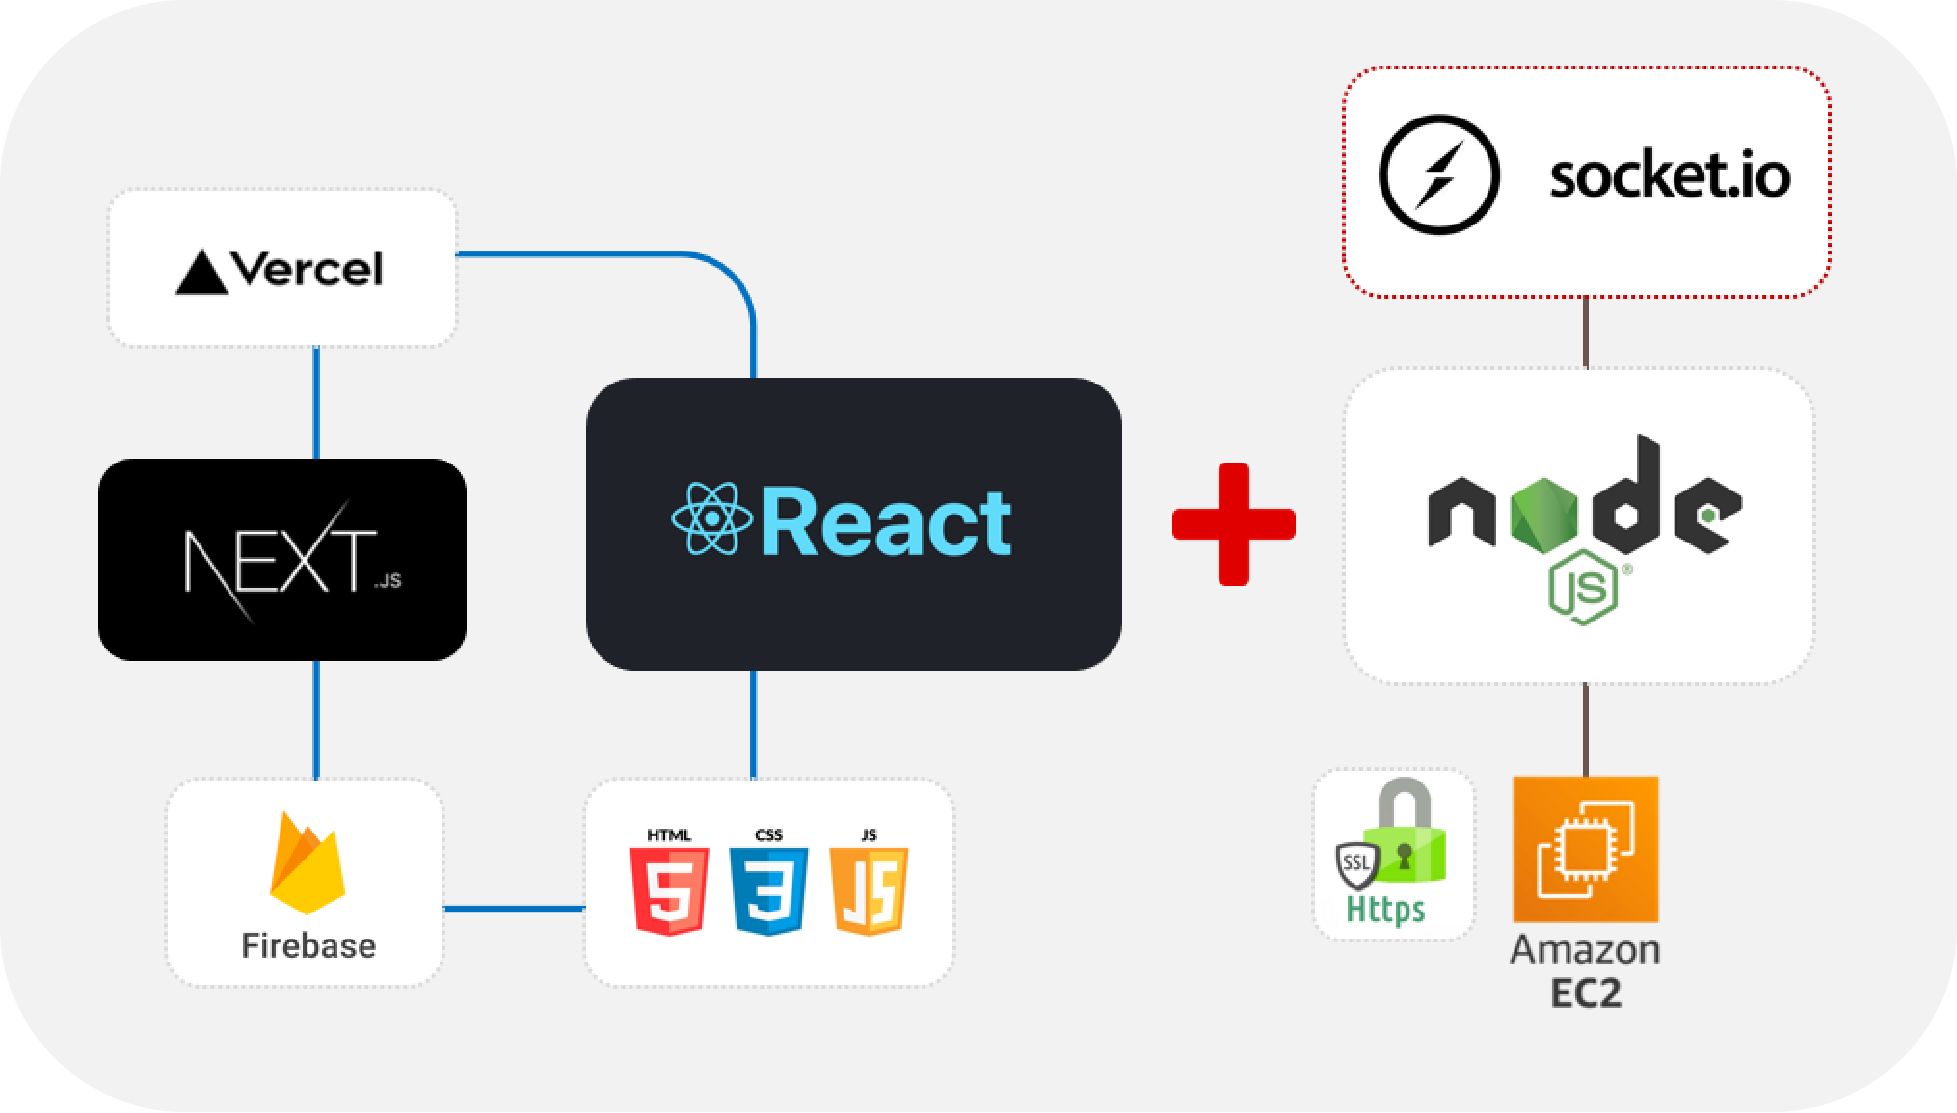 socket.io
Vercel
NEXT.JS
React
node
JS®
HTML
CSS
JS
5
3
JS
SSL
Https
Firebase
Amazon
EC2